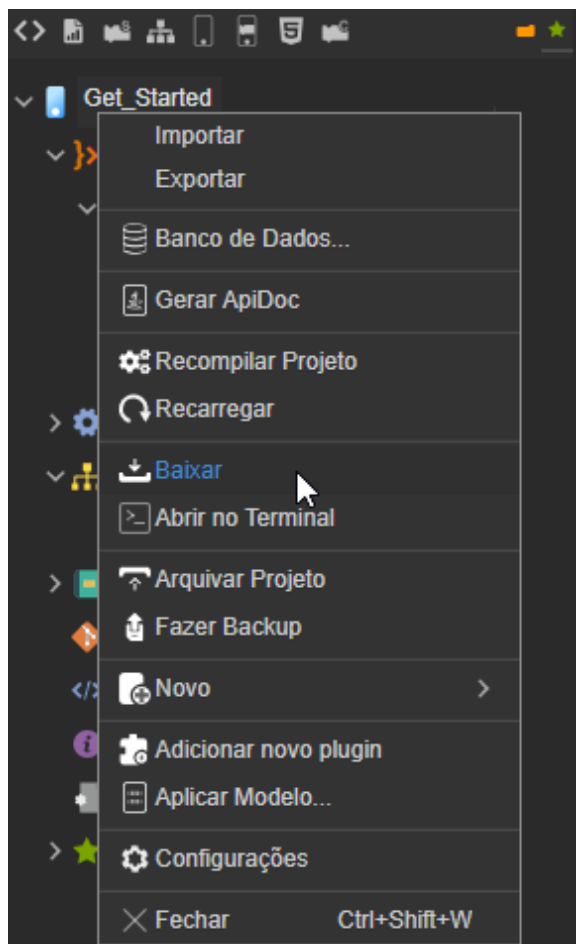 Get_Started
Importar
Exportar
Banco de Dados...
Gerar ApiDoc
Recompilar Projeto
Recarregar
Baixar
Abrir no Terminal
Arquivar Projeto
Fazer Backup
Novo
Adicionar novo plugin
Aplicar Modelo...
Configurações
Fechar Ctrl+Shift+W